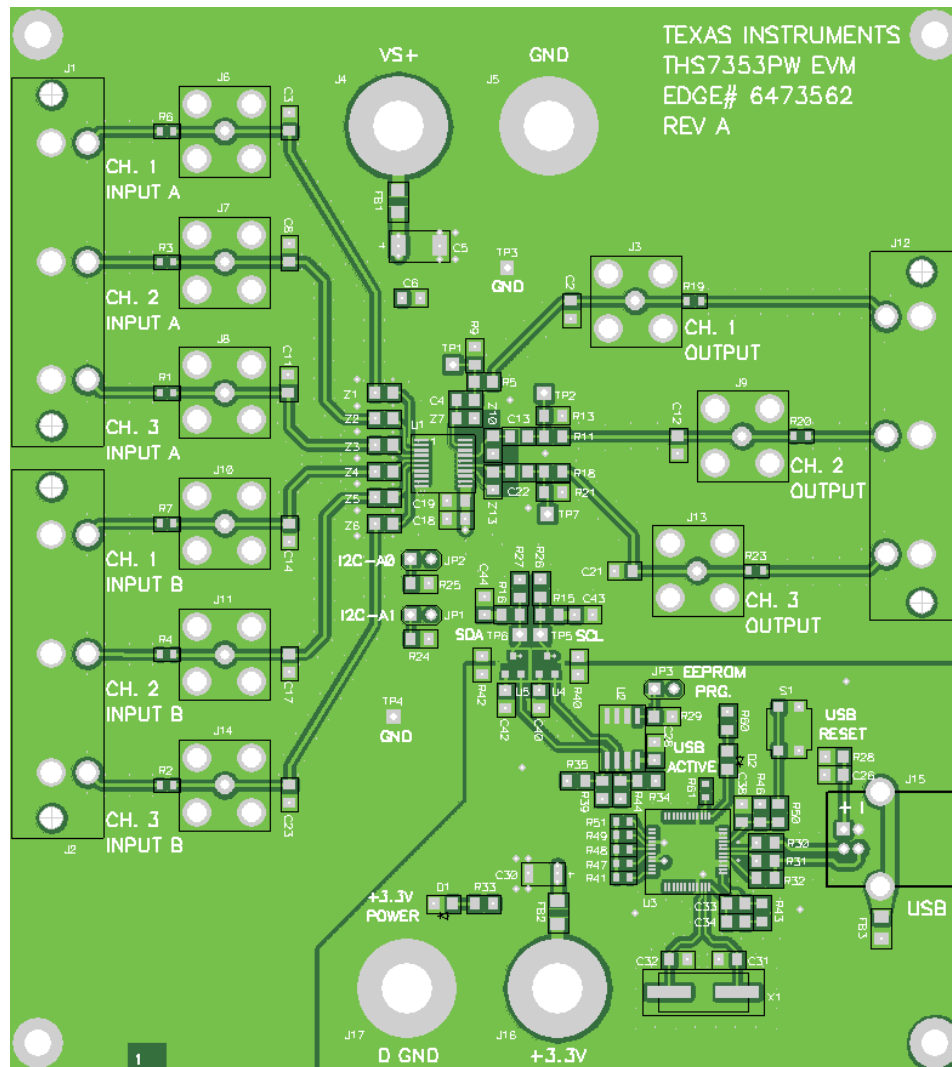 TEXAS INSTRUMENTS
THS7353PW EVM
EDGE# 6473562
REV A
VS+
GND
J4
J5
J1
J6
C3
R6
CH. 1
INPUT A
J7
C8
R3
CH. 2
INPUT A
J8
C11
R1
CH. 3
INPUT A
FB1
+
C5
C6
TP3
GND
J3
C2
R19
CH. 1
OUTPUT
J12
J9
C12
R20
CH. 2
OUTPUT
J13
C21
R23
CH. 3
OUTPUT
R9
TP1
R5
C4
Z7
Z10
C13
TP2
R13
R11
Z1
Z2
Z3
Z4
Z5
Z6
U1
R18
C22
R21
Z13
TP7
C19
C18
J10
R7
C14
CH. 1
INPUT B
J11
R4
C17
CH. 2
INPUT B
J14
R2
C23
CH. 3
INPUT B
J2
I2C-A0
JP2
R25
I2C-A1
JP1
R24
C44
R16
R27
R26
R15
C43
SDA
TP6
TP5
SCL
R42
U5
U4
R40
C42
C40
TP4
GND
JP3
EEPROM
PRG.
U2
R29
C28
USB
ACTIVE
R60
D2
S1
USB
RESET
R28
C26
J15
+
USB
FB3
R35
R39
R44
R34
R61
C38
R46
R50
R51
R49
R48
R47
R41
R30
R31
R32
U3
C33
C34
R43
C30
+
FB2
D1
R33
+3.3V
POWER
C32
C31
X1
J17
D GND
J16
+3.3V
1